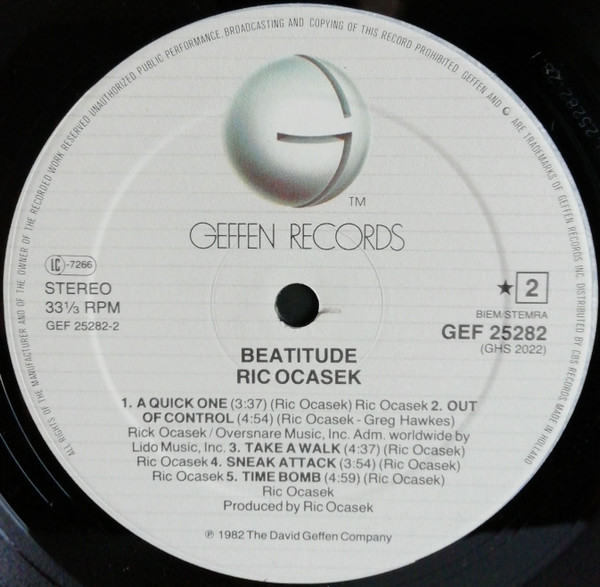 ALL RIGHTS OF THE MANUFACTURER AND OF THE OWNER OF THE RECORDED WORK RESERVED UNAUTHORIZED PUBLIC PERFORMANCE, BROADCASTING AND COPYING OF THIS RECORD PROHIBITED. GEFFEN AND G ARE TRADEMARKS OF GEFFEN RECORDS INC. DISTRIBUTED BY CBS RECORDS MADE IN HOLLAND
TM
GEFFEN RECORDS
LC-7266
STEREO
33⅓ RPM
GEF 25282-2
★ 2
BIEM/STEMRA
GEF 25282
(GHS 2022)
BEATITUDE
RIC OCASEK
1. A QUICK ONE (3:37) (Ric Ocasek) Ric Ocasek 2. OUT
OF CONTROL (4:54) (Ric Ocasek - Greg Hawkes)
Rick Ocasek / Oversnare Music, Inc. Adm. worldwide by
Lido Music, Inc. 3. TAKE A WALK (4:37) (Ric Ocasek)
Ric Ocasek 4. SNEAK ATTACK (3:54) (Ric Ocasek)
Ric Ocasek 5. TIME BOMB (4:59) (Ric Ocasek)
Ric Ocasek
Produced by Ric Ocasek
℗ 1982 The David Geffen Company